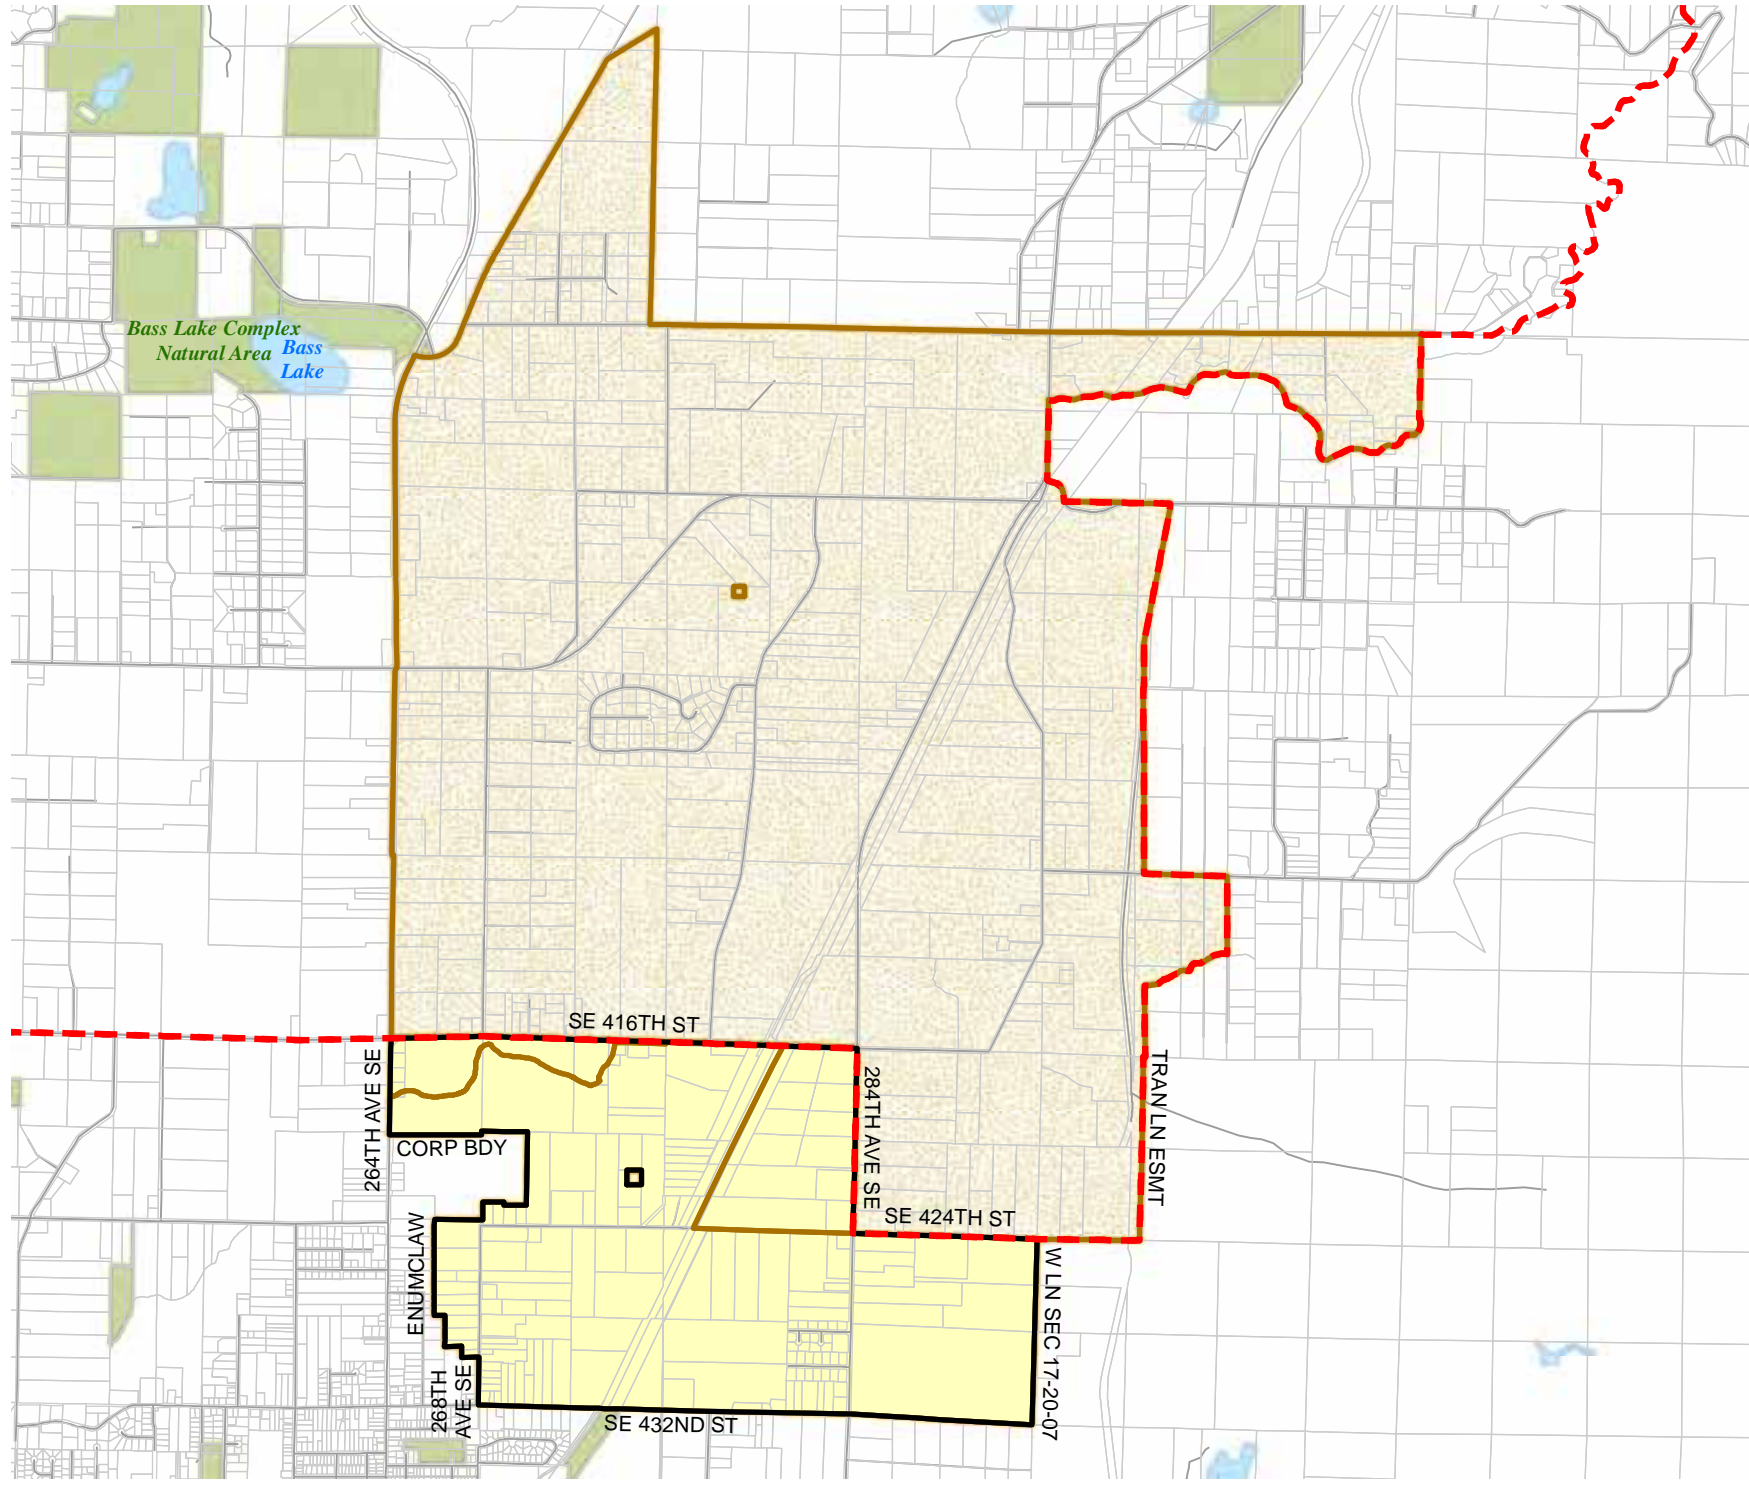 Bass Lake Complex
Natural Area
Bass
Lake
SE 416TH ST
264TH AVE SE
284TH AVE SE
TRAN LN ESMT
CORP BDY
SE 424TH ST
ENUMCLAW
W LN SEC 17-20-07
268TH
AVE SE
SE 432ND ST